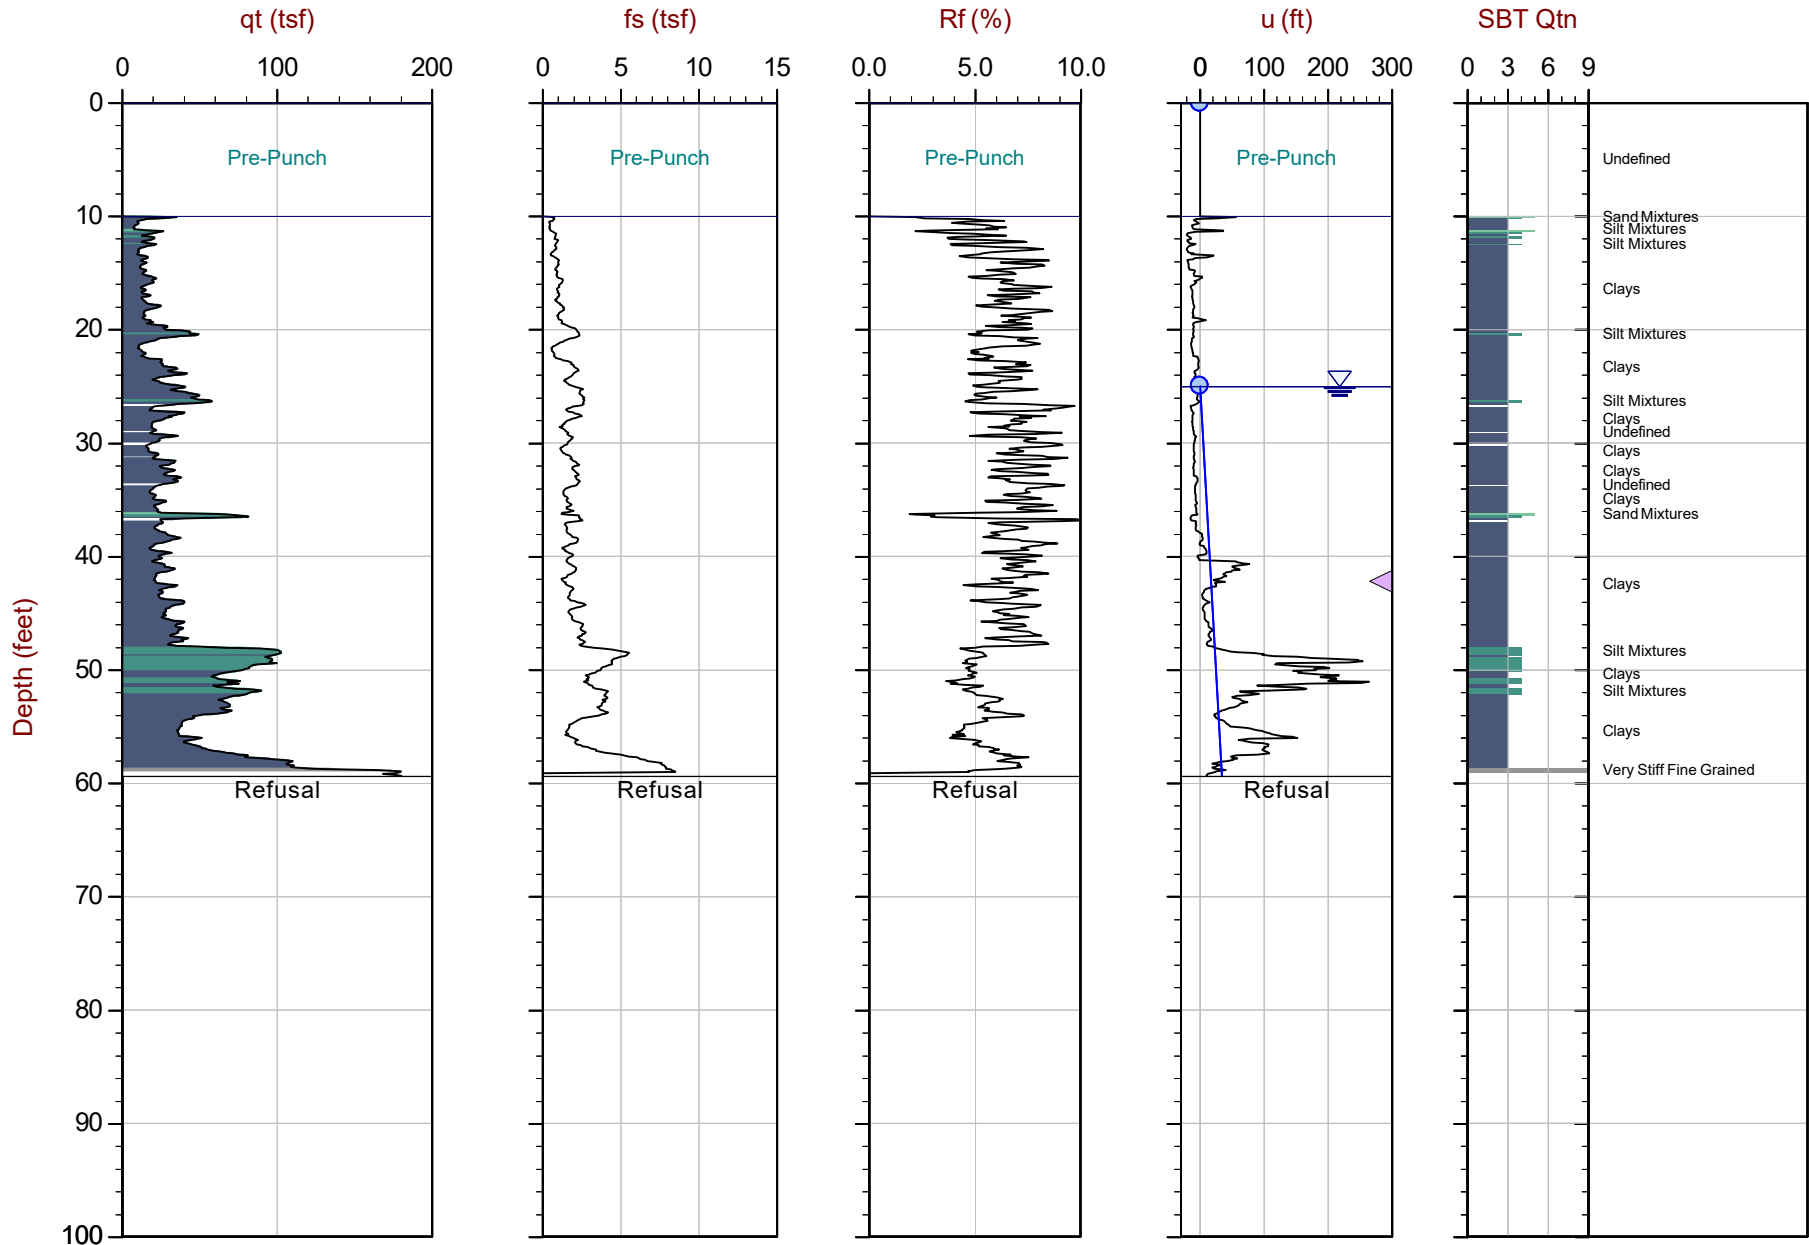 qt (tsf) fs (tsf) Rf (%) u (ft) SBT Qtn
0 100 200 0 5 10 15 0.0 5.0 10.0 0 100 200 300 0 3 6 9
0
Pre-Punch Pre-Punch Pre-Punch Pre-Punch Undefined
10
Sand Mixtures
Silt Mixtures
Silt Mixtures
Clays
20
Silt Mixtures
Clays
Silt Mixtures
Clays
Undefined
30
Clays
Clays
Undefined
Clays
Sand Mixtures
40
Clays
Depth (feet)
Silt Mixtures
50
Clays
Silt Mixtures
Clays
Very Stiff Fine Grained
60
Refusal Refusal Refusal Refusal
70
80
90
100